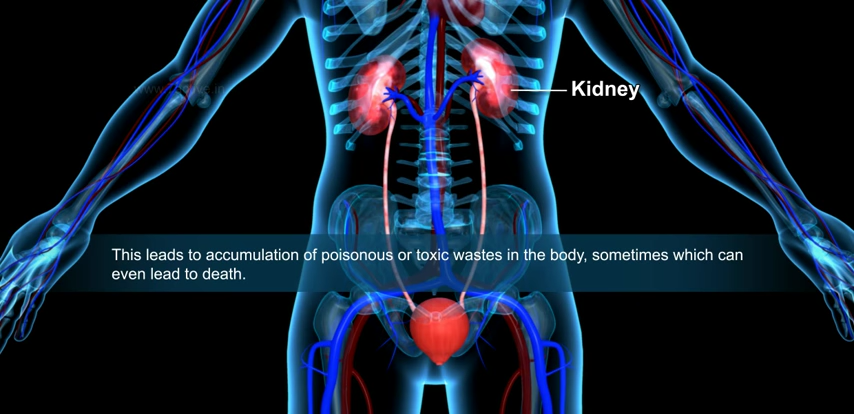 Kidney
This leads to accumulation of poisonous or toxic wastes in the body, sometimes which can
even lead to death.